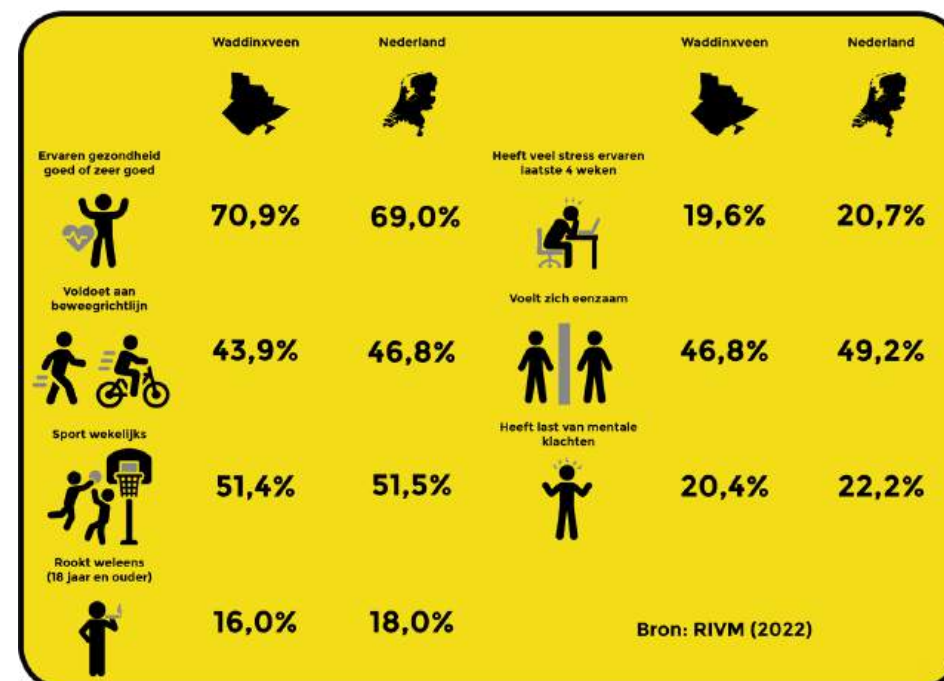 Waddinxveen
Nederland
Ervaren gezondheid
goed of zeer goed
70,9%
69,0%
Voldoet aan
beweegrichtlijn
43,9%
46,8%
Sport wekelijks
51,4%
51,5%
Rookt weleens
(18 jaar en ouder)
16,0%
18,0%
Waddinxveen
Nederland
Heeft veel stress ervaren
laatste 4 weken
19,6%
20,7%
Voelt zich eenzaam
46,8%
49,2%
Heeft last van mentale
klachten
20,4%
22,2%
Bron: RIVM (2022)